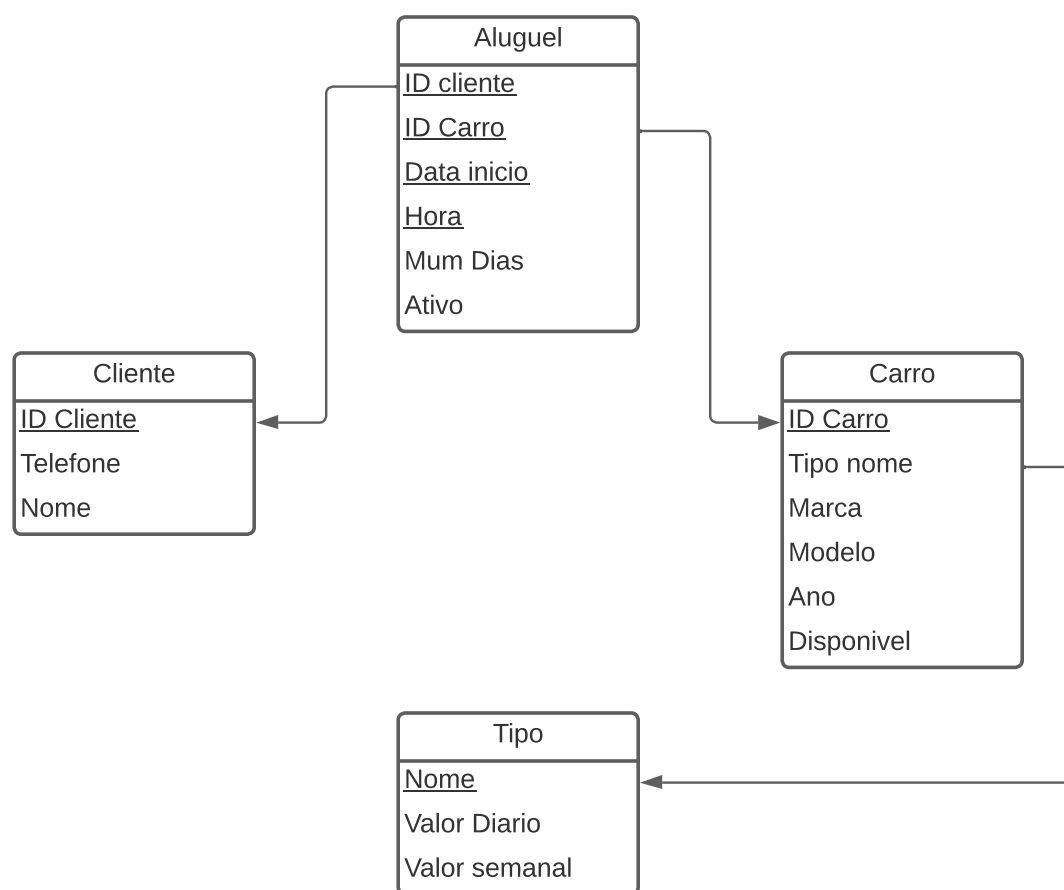 Aluguel
ID cliente
ID Carro
Data inicio
Hora
Mum Dias
Ativo
Cliente
ID Cliente
Telefone
Nome
Carro
ID Carro
Tipo nome
Marca
Modelo
Ano
Disponivel
Tipo
Nome
Valor Diario
Valor semanal